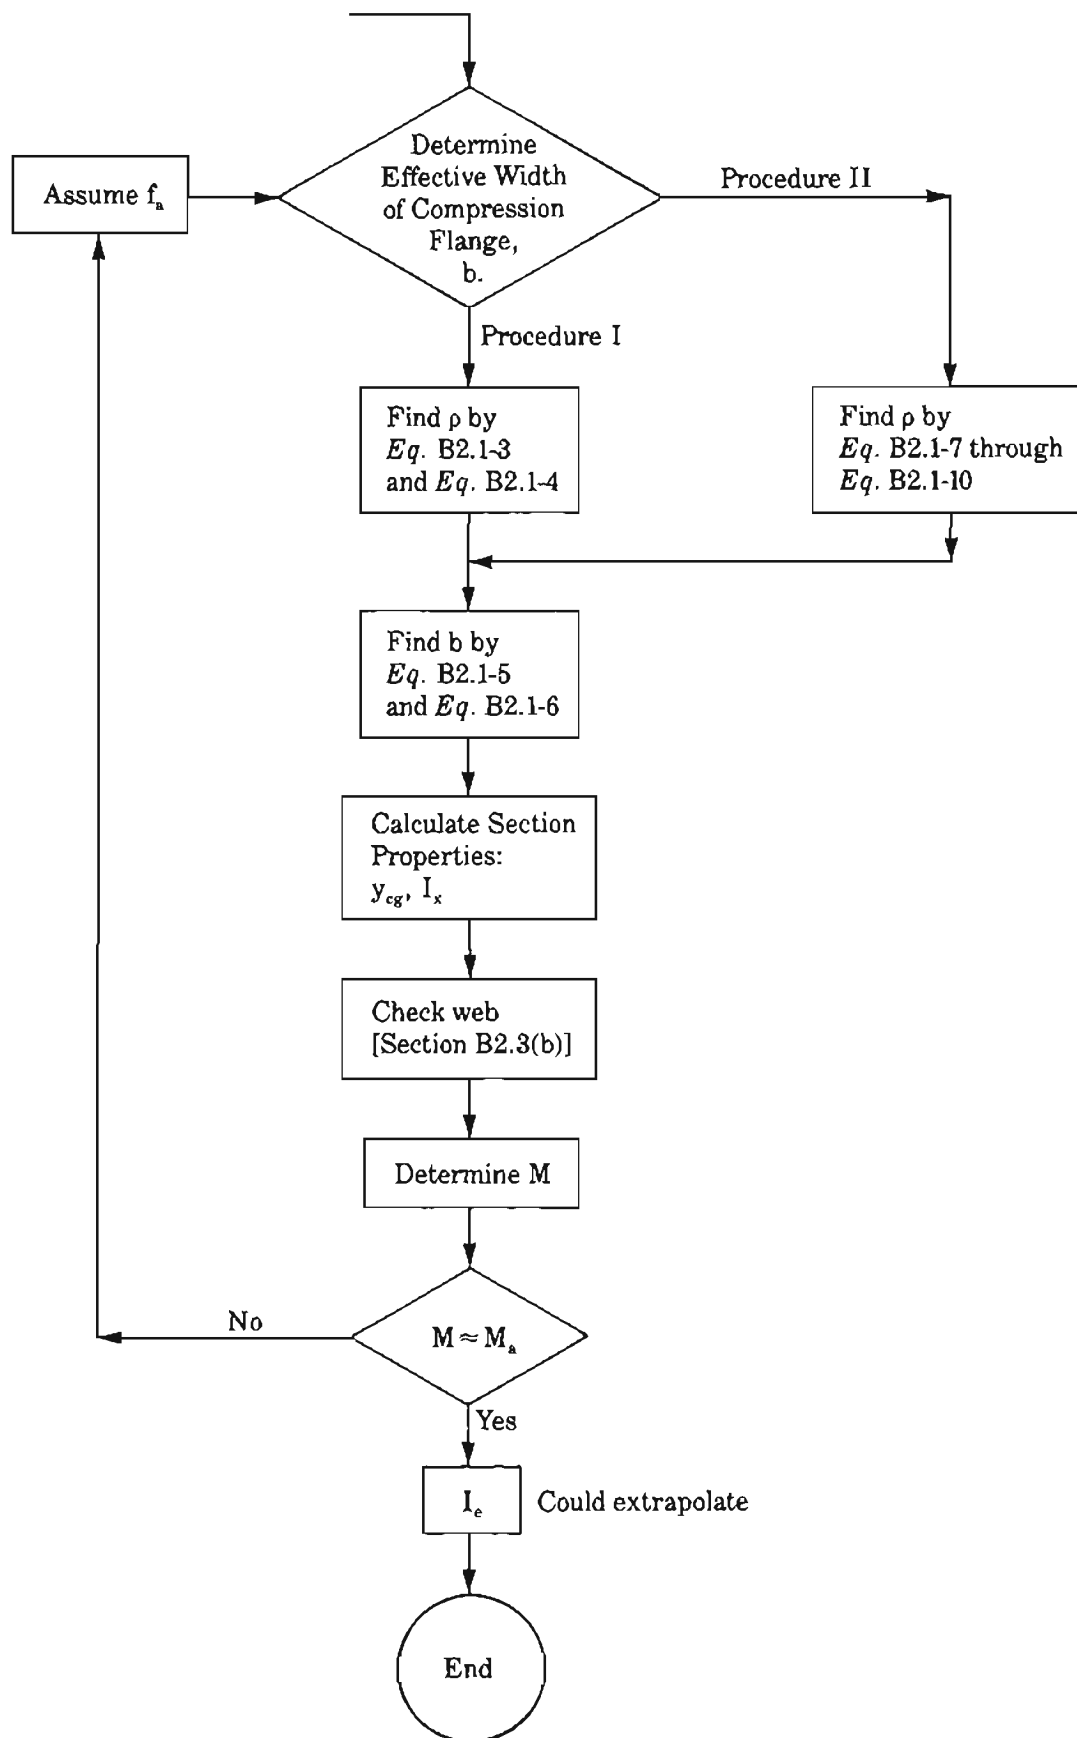 Determine
Effective Width
of Compression
Flange,
b.
Assume fₐ
Procedure II
Procedure I
Find ρ by
Eq. B2.1-3
and Eq. B2.1-4
Find ρ by
Eq. B2.1-7 through
Eq. B2.1-10
Find b by
Eq. B2.1-5
and Eq. B2.1-6
Calculate Section
Properties:
y_cg, Iₓ
Check web
[Section B2.3(b)]
Determine M
No
M ≈ Mₐ
Yes
Iₑ
Could extrapolate
End